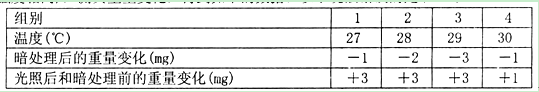 组别 1 2 3 4
温度(℃) 27 28 29 30
暗处理后的重量变化(mg) －1 －2 －3 －1
光照后和暗处理前的重量变化(mg) +3 +3 +3 +1